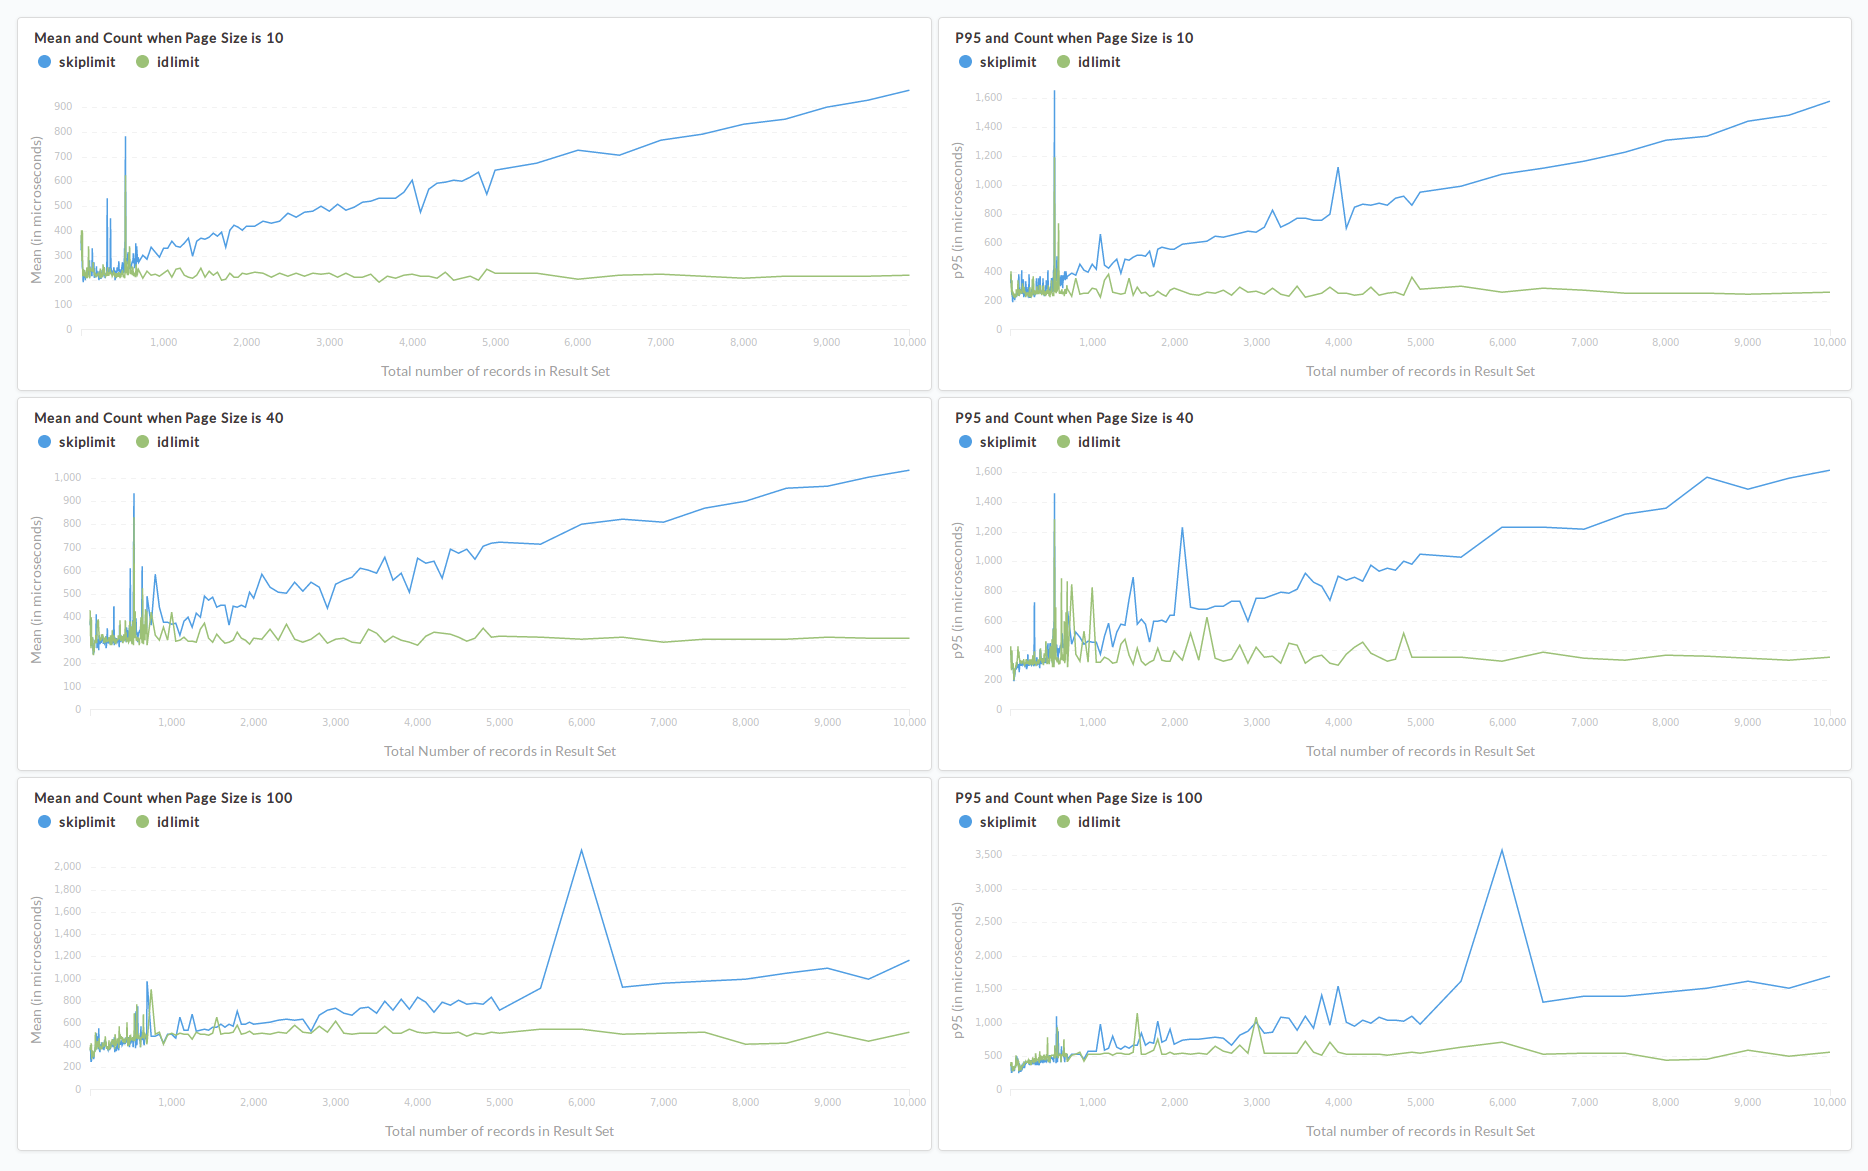 Mean and Count when Page Size is 10
skiplimit idlimit
Mean (in microseconds)
900
800
700
600
500
400
300
200
100
0
1,000 2,000 3,000 4,000 5,000 6,000 7,000 8,000 9,000 10,000
Total number of records in Result Set
P95 and Count when Page Size is 10
skiplimit idlimit
p95 (in microseconds)
1,600
1,400
1,200
1,000
800
600
400
200
0
1,000 2,000 3,000 4,000 5,000 6,000 7,000 8,000 9,000 10,000
Total number of records in Result Set
Mean and Count when Page Size is 40
skiplimit idlimit
Mean (in microseconds)
1,000
900
800
700
600
500
400
300
200
100
0
1,000 2,000 3,000 4,000 5,000 6,000 7,000 8,000 9,000 10,000
Total Number of records in Result Set
P95 and Count when Page Size is 40
skiplimit idlimit
p95 (in microseconds)
1,600
1,400
1,200
1,000
800
600
400
200
0
1,000 2,000 3,000 4,000 5,000 6,000 7,000 8,000 9,000 10,000
Total number of records in Result Set
Mean and Count when Page Size is 100
skiplimit idlimit
Mean (in microseconds)
2,000
1,800
1,600
1,400
1,200
1,000
800
600
400
200
0
1,000 2,000 3,000 4,000 5,000 6,000 7,000 8,000 9,000 10,000
Total number of records in Result Set
P95 and Count when Page Size is 100
skiplimit idlimit
p95 (in microseconds)
3,500
3,000
2,500
2,000
1,500
1,000
500
0
1,000 2,000 3,000 4,000 5,000 6,000 7,000 8,000 9,000 10,000
Total number of records in Result Set